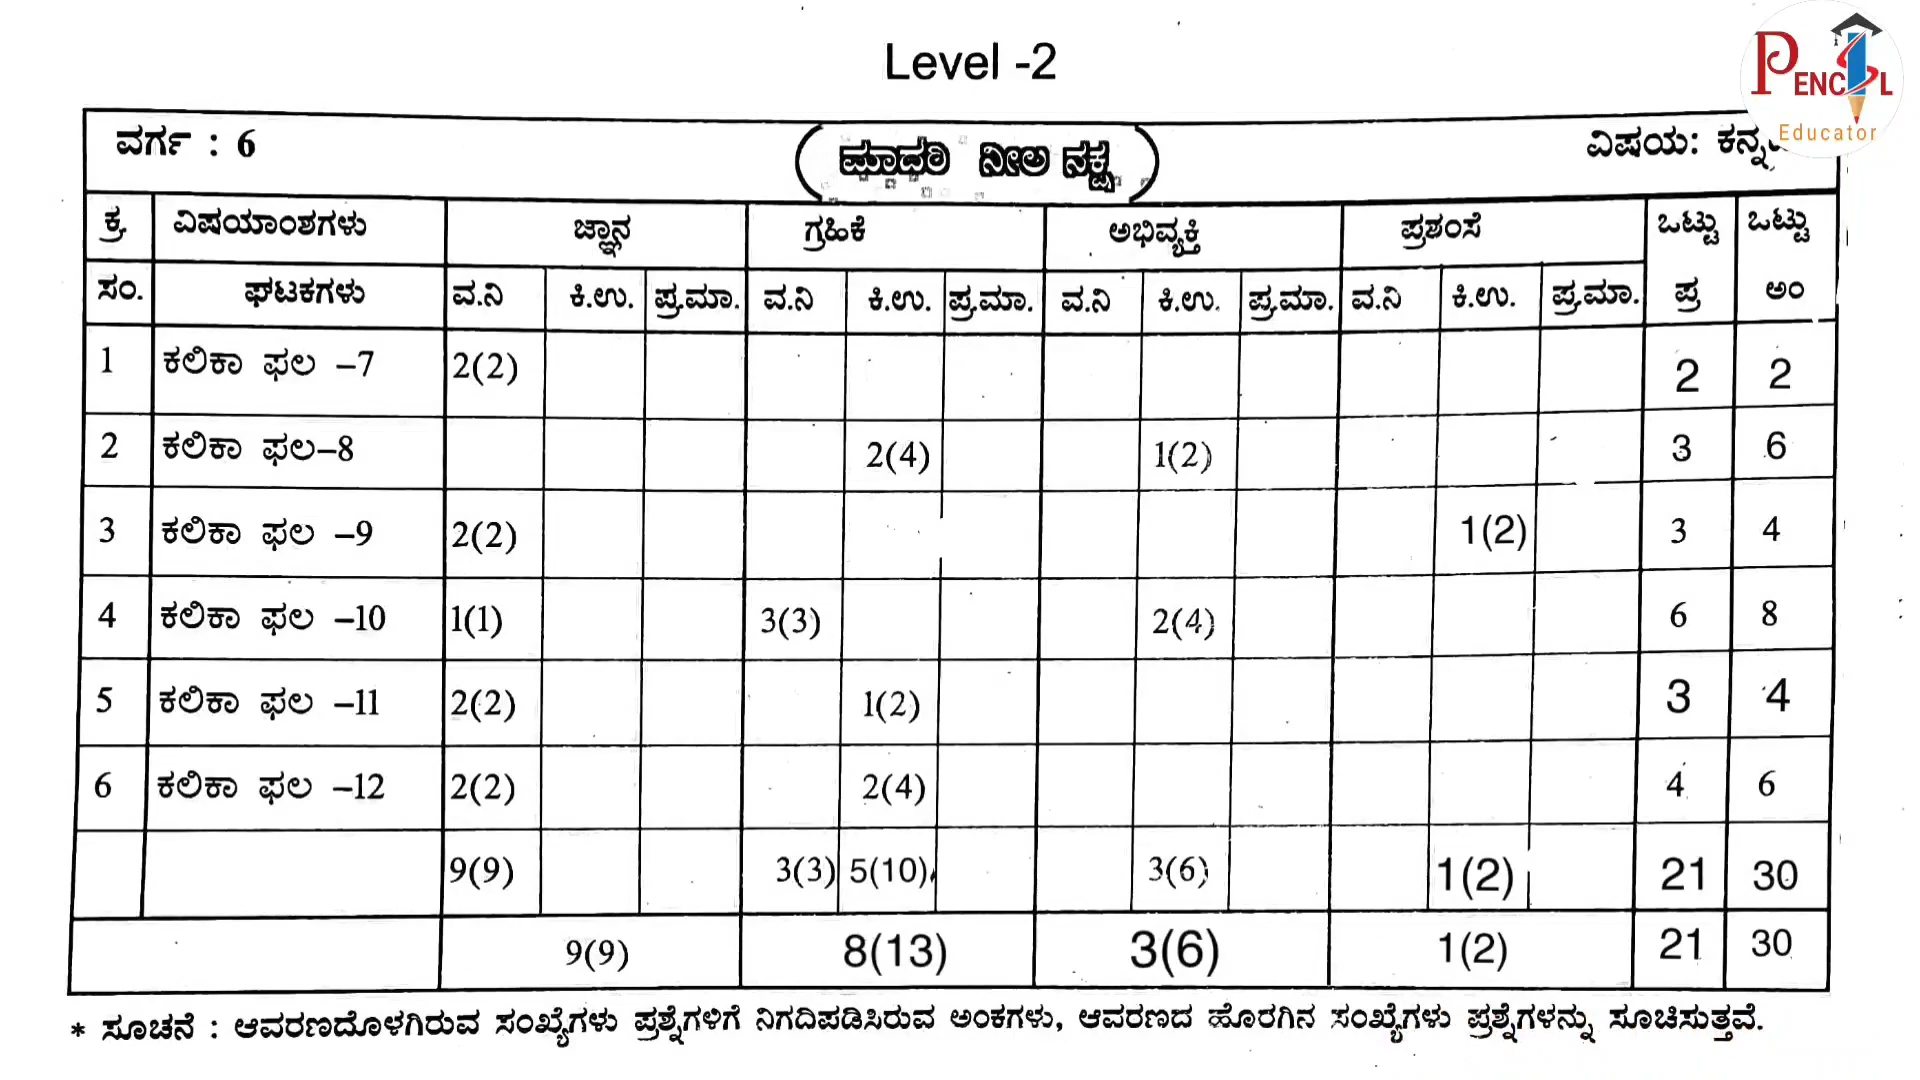 Level -2
PENCIL
Educator
ವರ್ಗ : 6 ಮಾದರಿ ನೀಲ ನಕ್ಷೆ ವಿಷಯ:
ಕ್ರ. ವಿಷಯಾಂಶಗಳು ಜ್ಞಾನ ಗ್ರಹಿಕೆ ಅಭಿವ್ಯಕ್ತಿ ಪ್ರಶಂಸೆ ಒಟ್ಟು ಒಟ್ಟು
ಸಂ. ಘಟಕಗಳು ವ.ನಿ ಕಿ.ಉ. ಪ್ರ.ಮಾ. ವ.ನಿ ಕಿ.ಉ. ಪ್ರ.ಮಾ. ವ.ನಿ ಕಿ.ಉ. ಪ್ರ.ಮಾ. ವ.ನಿ ಕಿ.ಉ. ಪ್ರ.ಮಾ. ಪ್ರ ಅಂ
1 ಕಲಿಕಾ ಫಲ –7 2(2) 2 2
2 ಕಲಿಕಾ ಫಲ–8 2(4) 1(2) 3 6
3 ಕಲಿಕಾ ಫಲ –9 2(2) 1(2) 3 4
4 ಕಲಿಕಾ ಫಲ –10 1(1) 3(3) 2(4) 6 8
5 ಕಲಿಕಾ ಫಲ –11 2(2) 1(2) 3 4
6 ಕಲಿಕಾ ಫಲ –12 2(2) 2(4) 4 6
9(9) 3(3) 5(10) 3(6) 1(2) 21 30
9(9) 8(13) 3(6) 1(2) 21 30
* ಸೂಚನೆ : ಆವರಣದೊಳಗಿರುವ ಸಂಖ್ಯೆಗಳು ಪ್ರಶ್ನೆಗಳಿಗೆ ನಿಗದಿಪಡಿಸಿರುವ ಅಂಕಗಳು, ಆವರಣದ ಹೊರಗಿನ ಸಂಖ್ಯೆಗಳು ಪ್ರಶ್ನೆಗಳನ್ನು ಸೂಚಿಸುತ್ತವೆ.